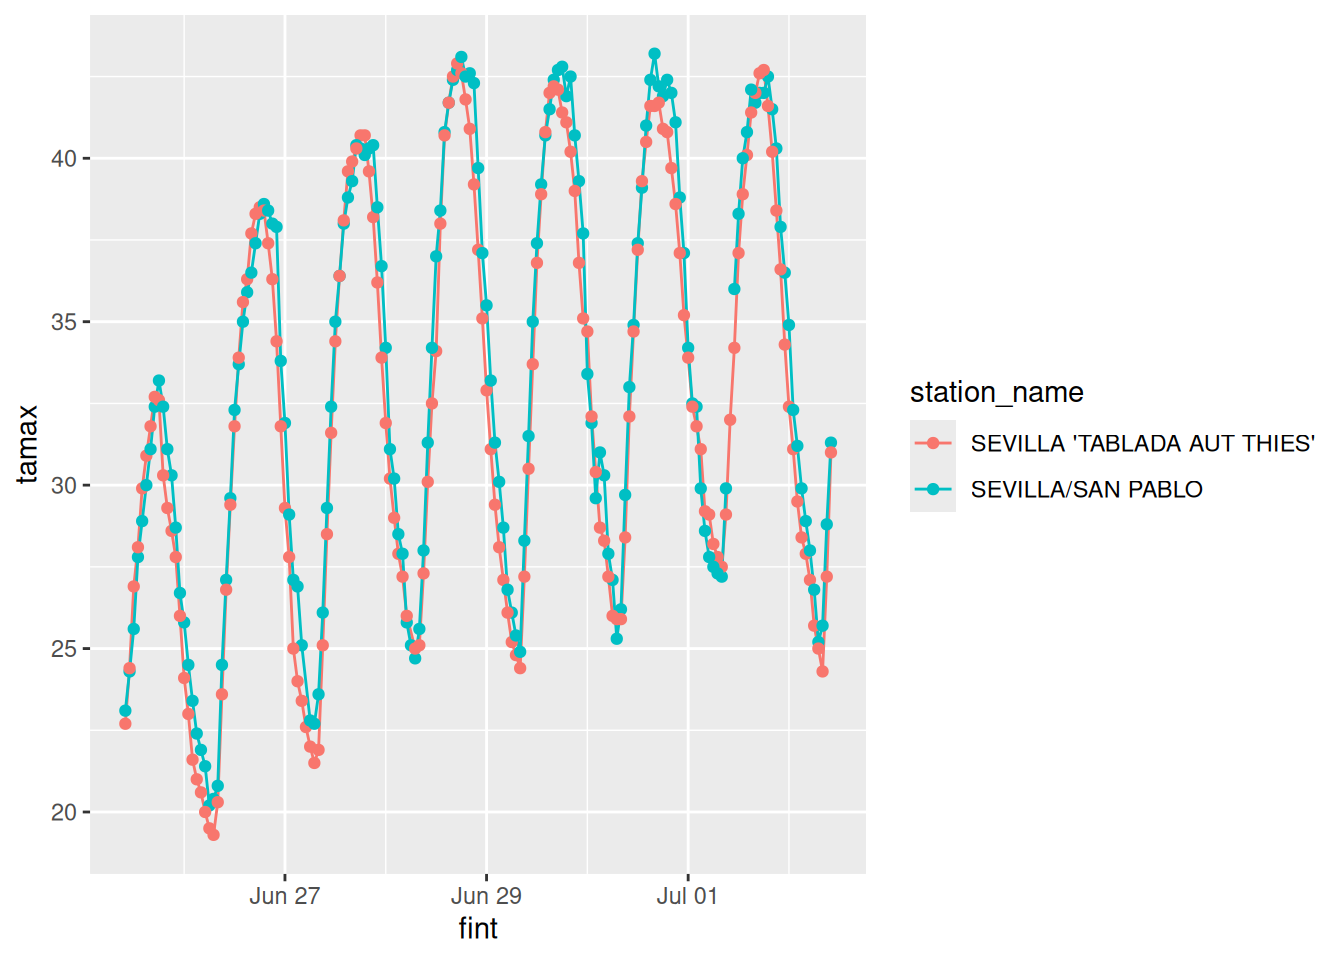 40
35
30
25
20
tamax
Jun 27
Jun 29
Jul 01
fint
station_name
SEVILLA 'TABLADA AUT THIES'
SEVILLA/SAN PABLO